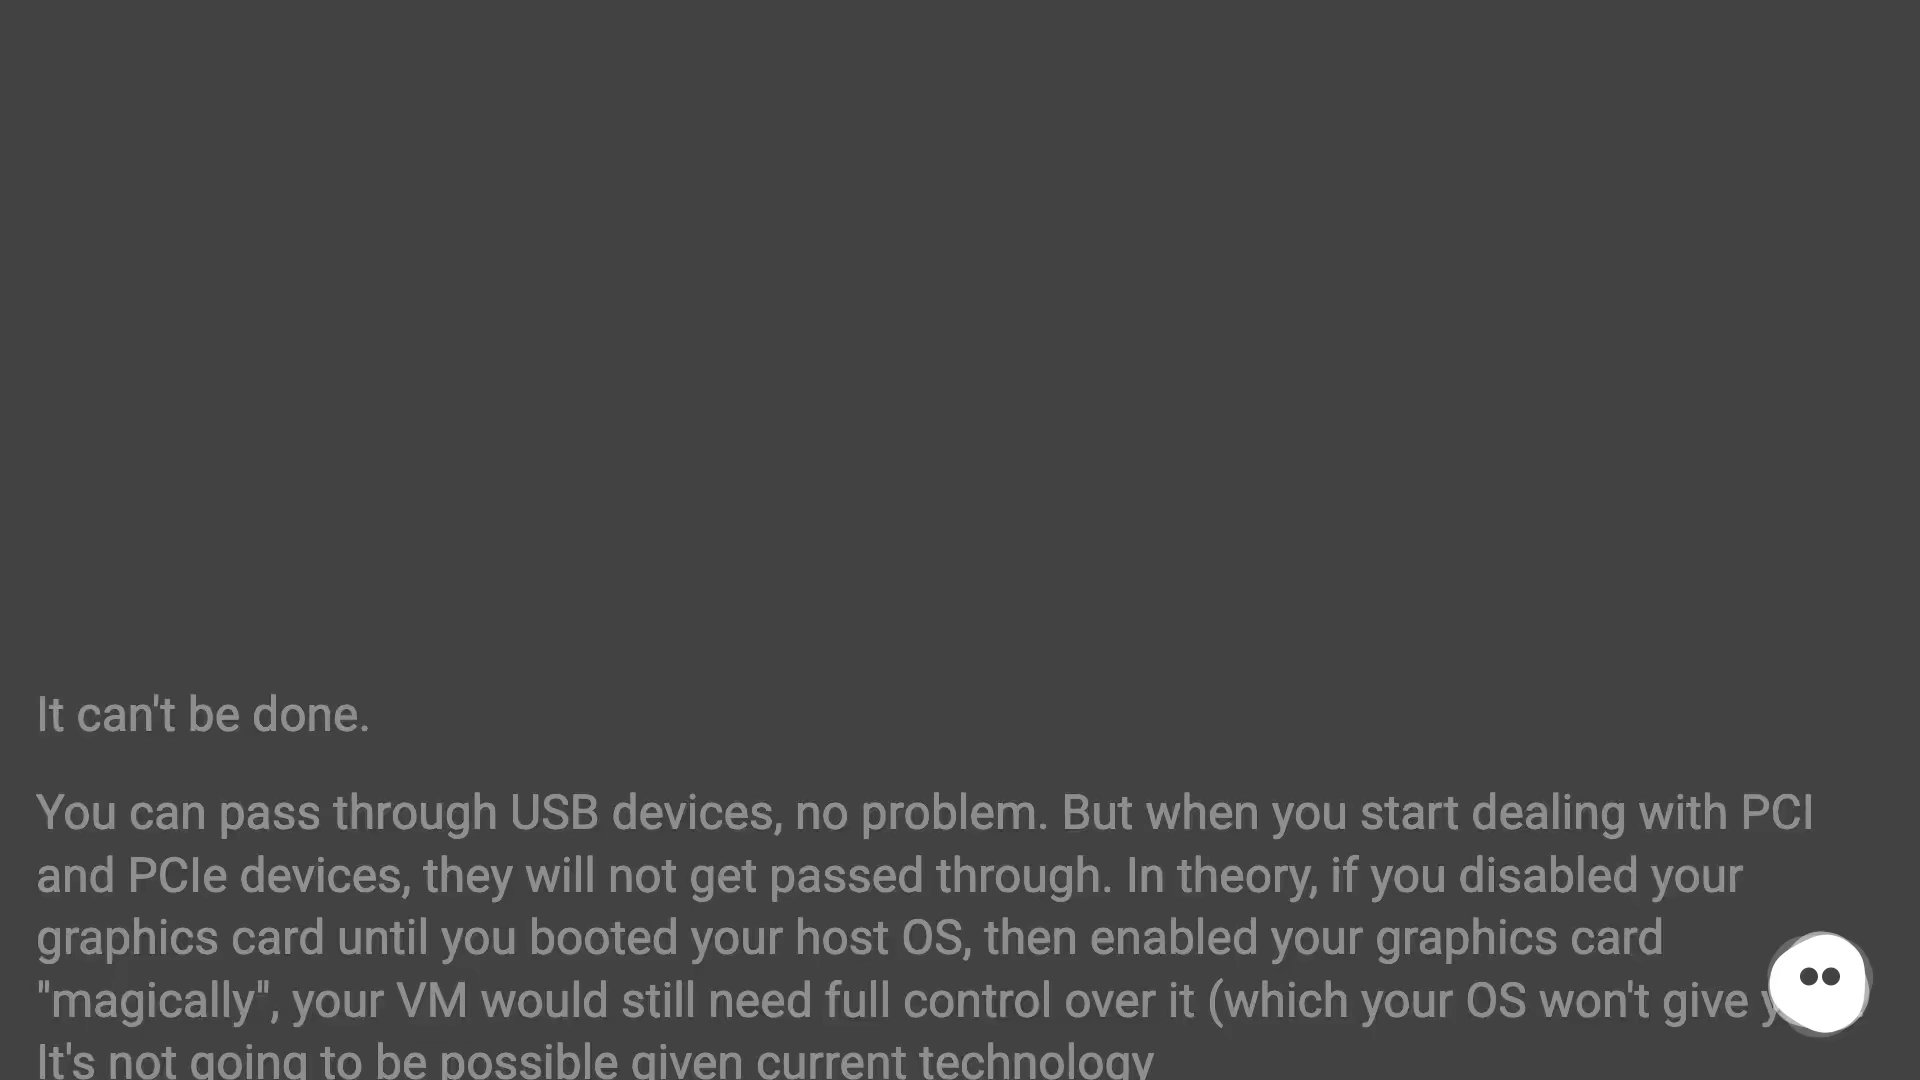 It can't be done.
You can pass through USB devices, no problem. But when you start dealing with PCI
and PCIe devices, they will not get passed through. In theory, if you disabled your
graphics card until you booted your host OS, then enabled your graphics card
"magically", your VM would still need full control over it (which your OS won't give
It's not going to be possible given current technology